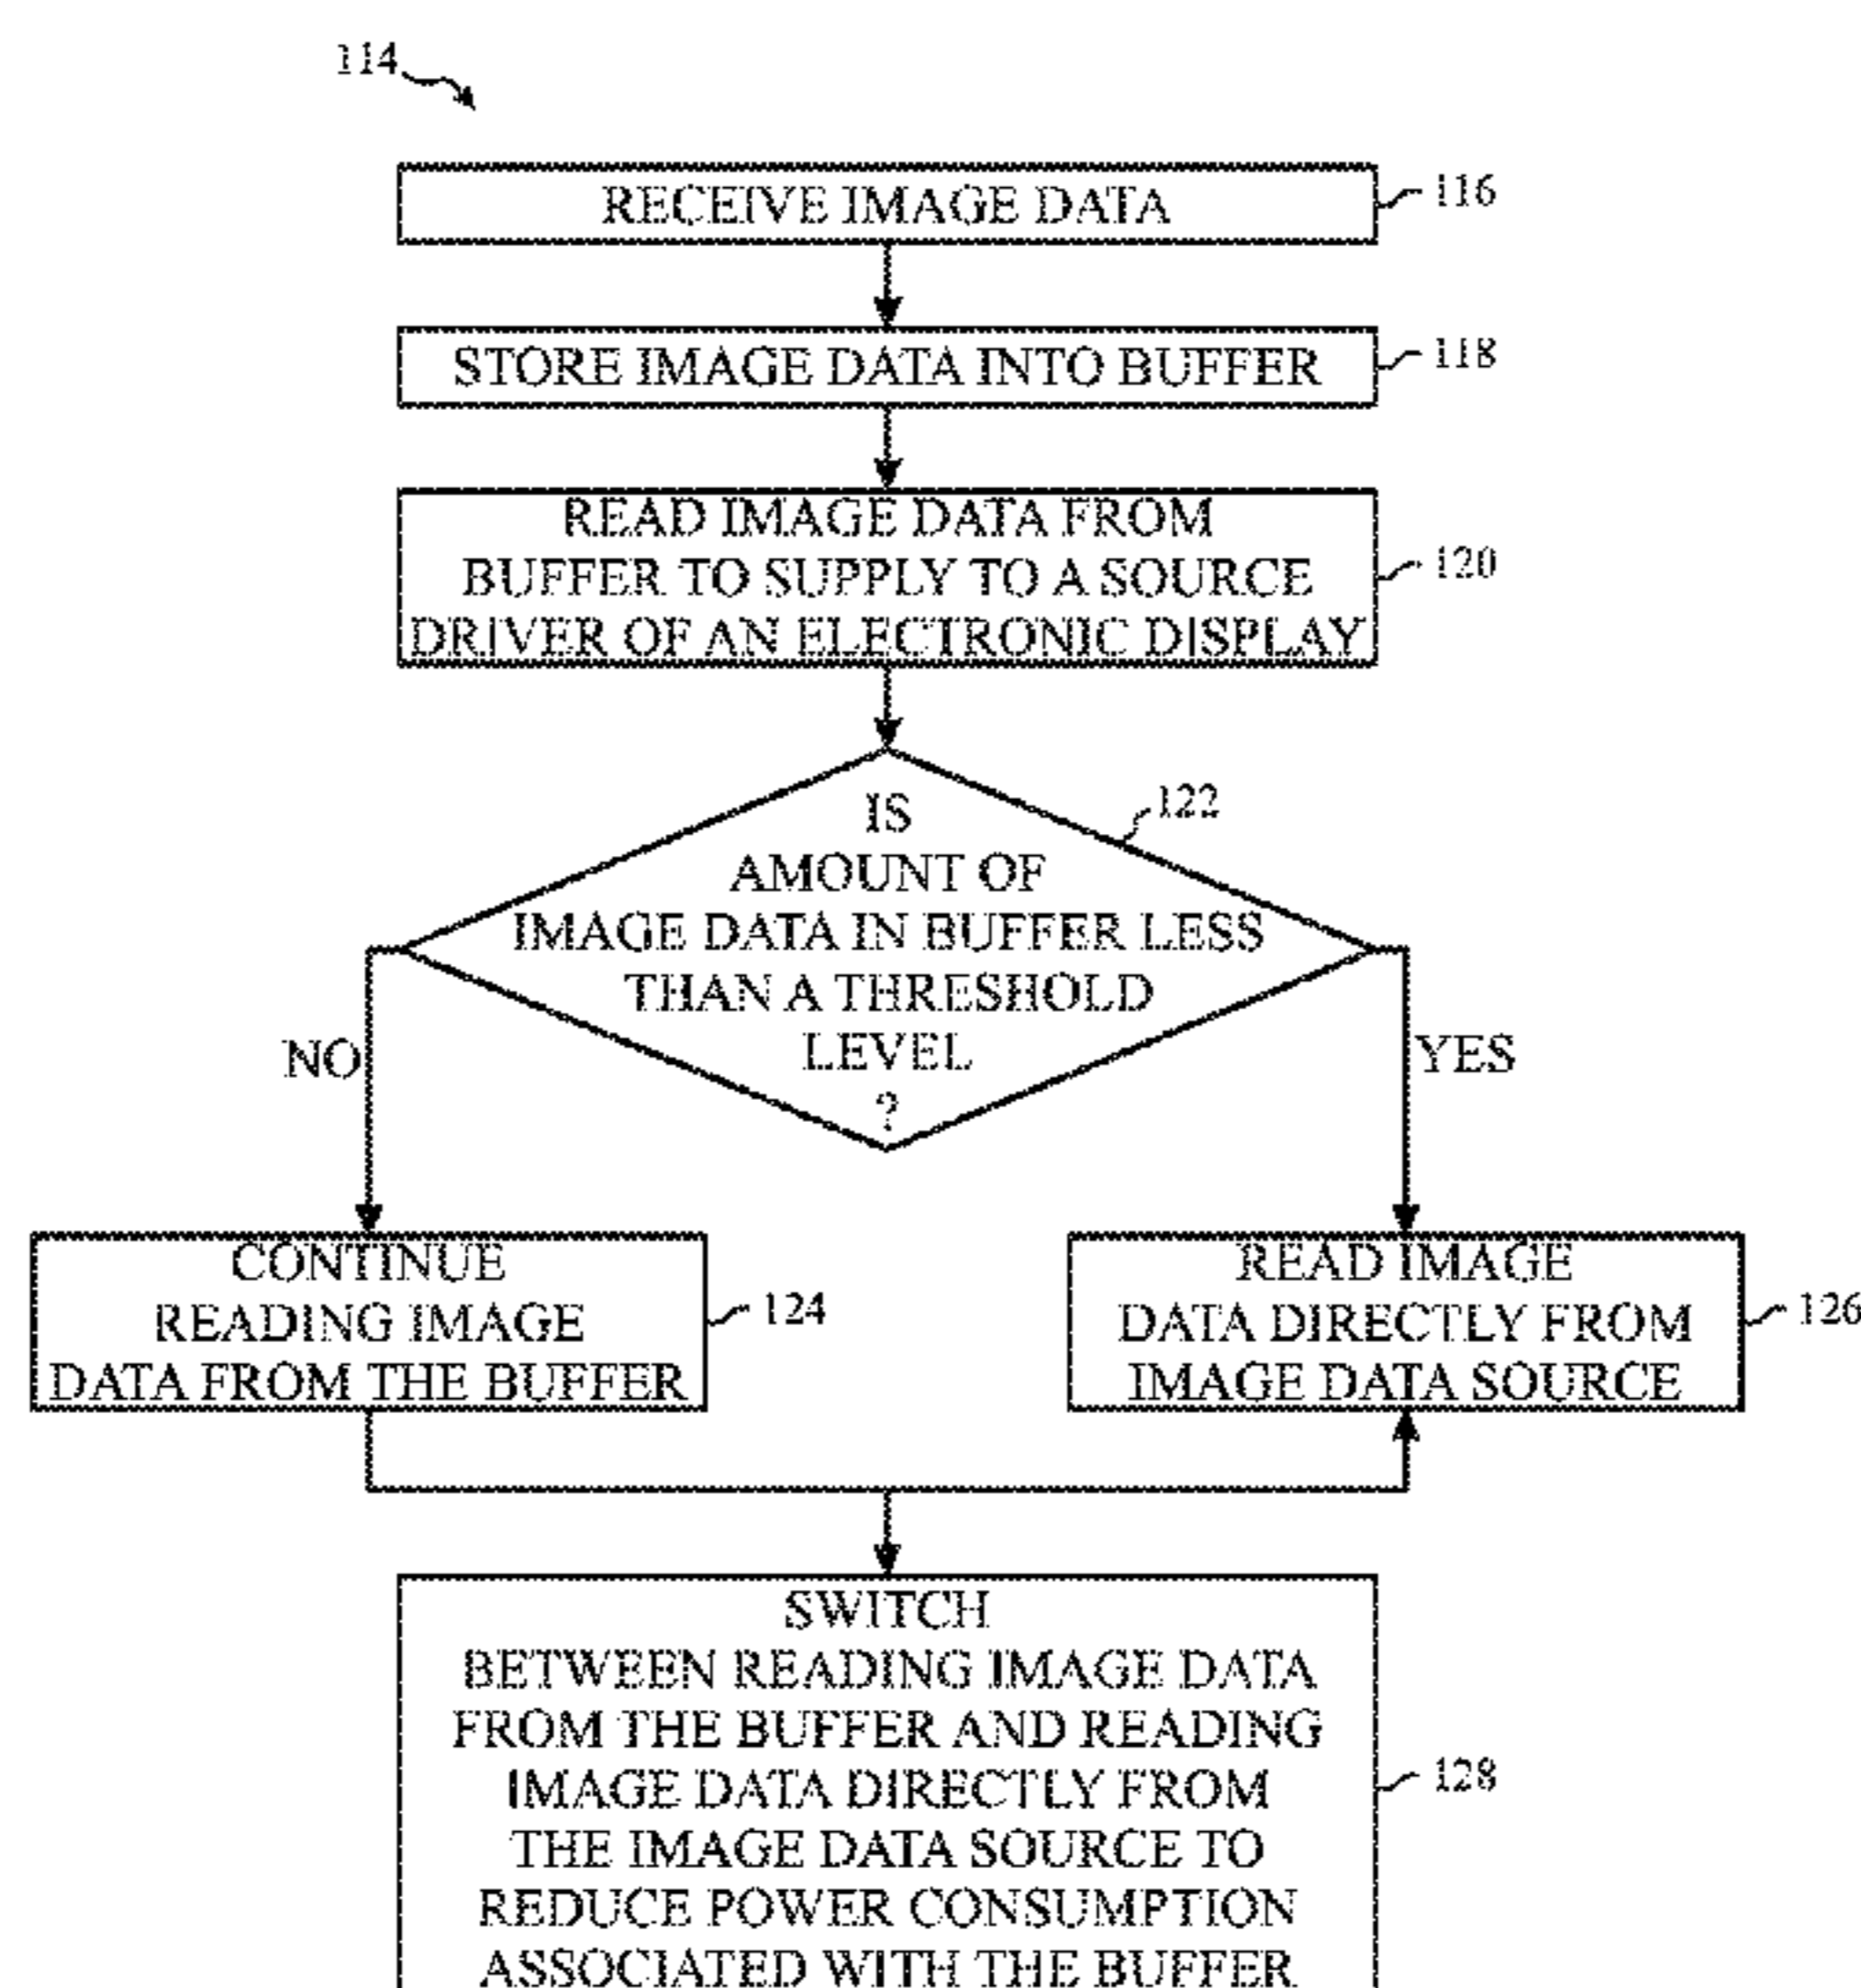 114
RECEIVE IMAGE DATA
116
STORE IMAGE DATA INTO BUFFER
118
READ IMAGE DATA FROM
BUFFER TO SUPPLY TO A SOURCE
DRIVER OF AN ELECTRONIC DISPLAY
120
IS
AMOUNT OF
IMAGE DATA IN BUFFER LESS
THAN A THRESHOLD
LEVEL
?
122
NO
YES
CONTINUE
READING IMAGE
DATA FROM THE BUFFER
124
READ IMAGE
DATA DIRECTLY FROM
IMAGE DATA SOURCE
126
SWITCH
BETWEEN READING IMAGE DATA
FROM THE BUFFER AND READING
IMAGE DATA DIRECTLY FROM
THE IMAGE DATA SOURCE TO
REDUCE POWER CONSUMPTION
ASSOCIATED WITH THE BUFFER
128